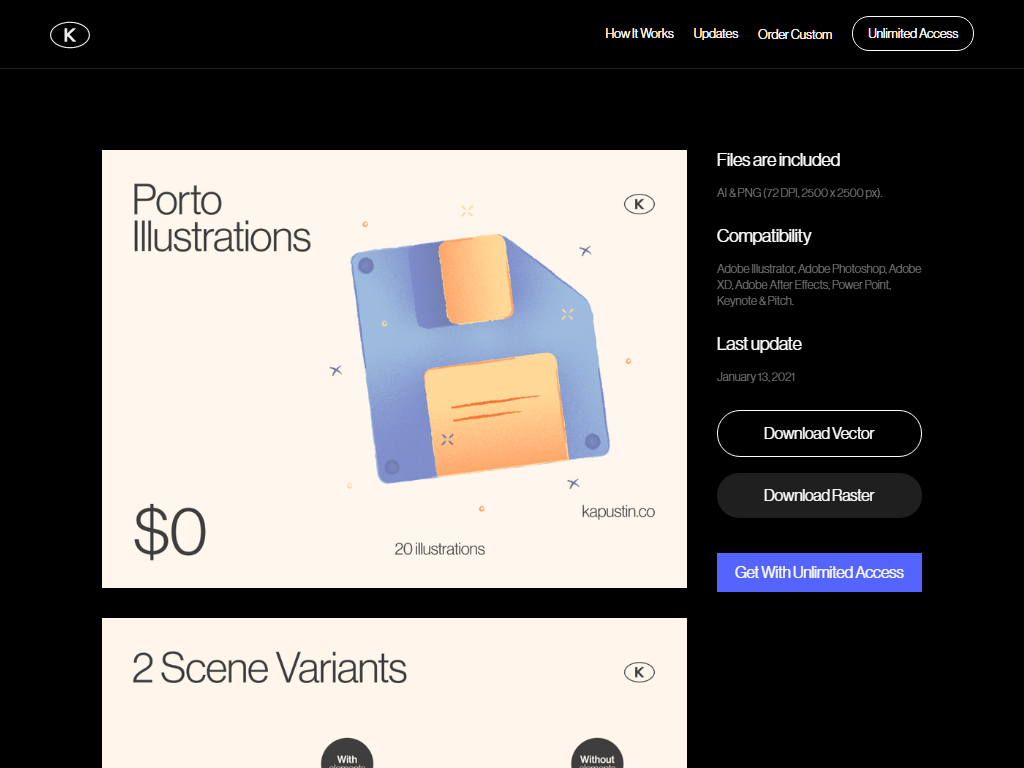 K
How It Works
Updates
Order Custom
Unlimited Access
Porto
Illustrations
K
$0
20 illustrations
kapustin.co
Files are included
AI & PNG (72 DPI, 2500 x 2500 px).
Compatibility
Adobe Illustrator, Adobe Photoshop, Adobe
XD, Adobe After Effects, Power Point,
Keynote & Pitch.
Last update
January 13, 2021
Download Vector
Download Raster
Get With Unlimited Access
2 Scene Variants
K
With
elements
Without
elements